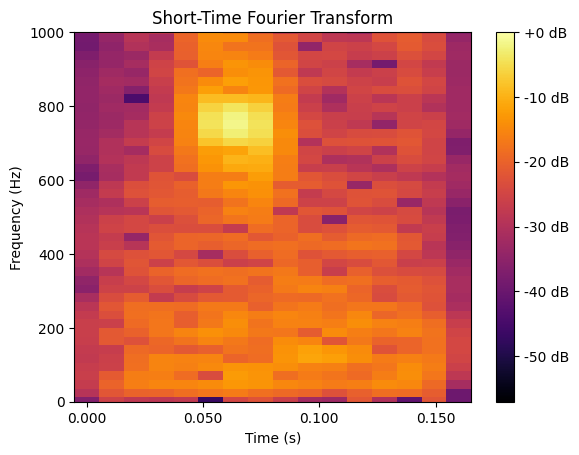 Short-Time Fourier Transform
1000
800
600
400
200
0
Frequency (Hz)
0.000
0.050
0.100
0.150
Time (s)
+0 dB
-10 dB
-20 dB
-30 dB
-40 dB
-50 dB